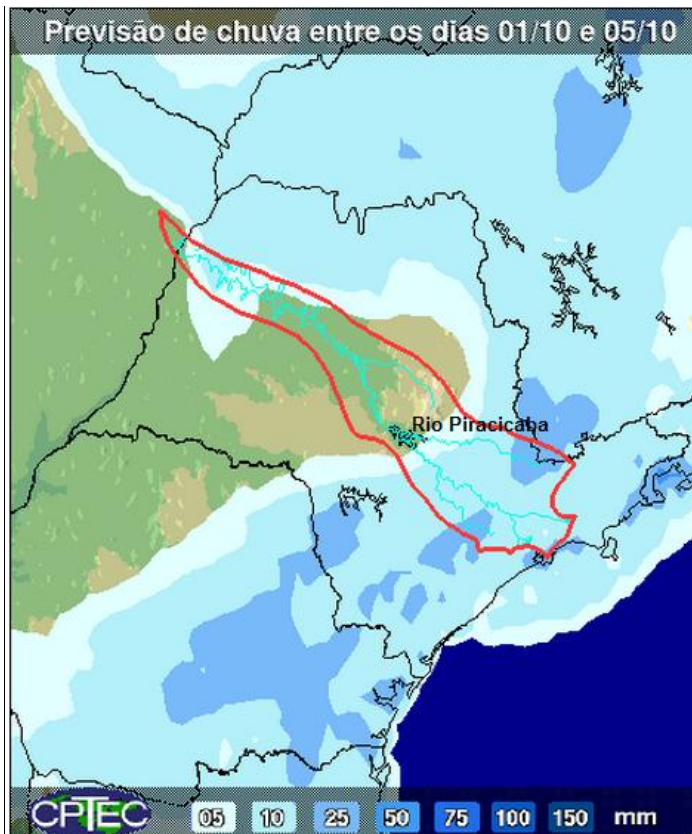 Previsão de chuva entre os dias 01/10 e 05/10
Rio Piracicaba
CPTEC 05 10 25 50 75 100 150 mm